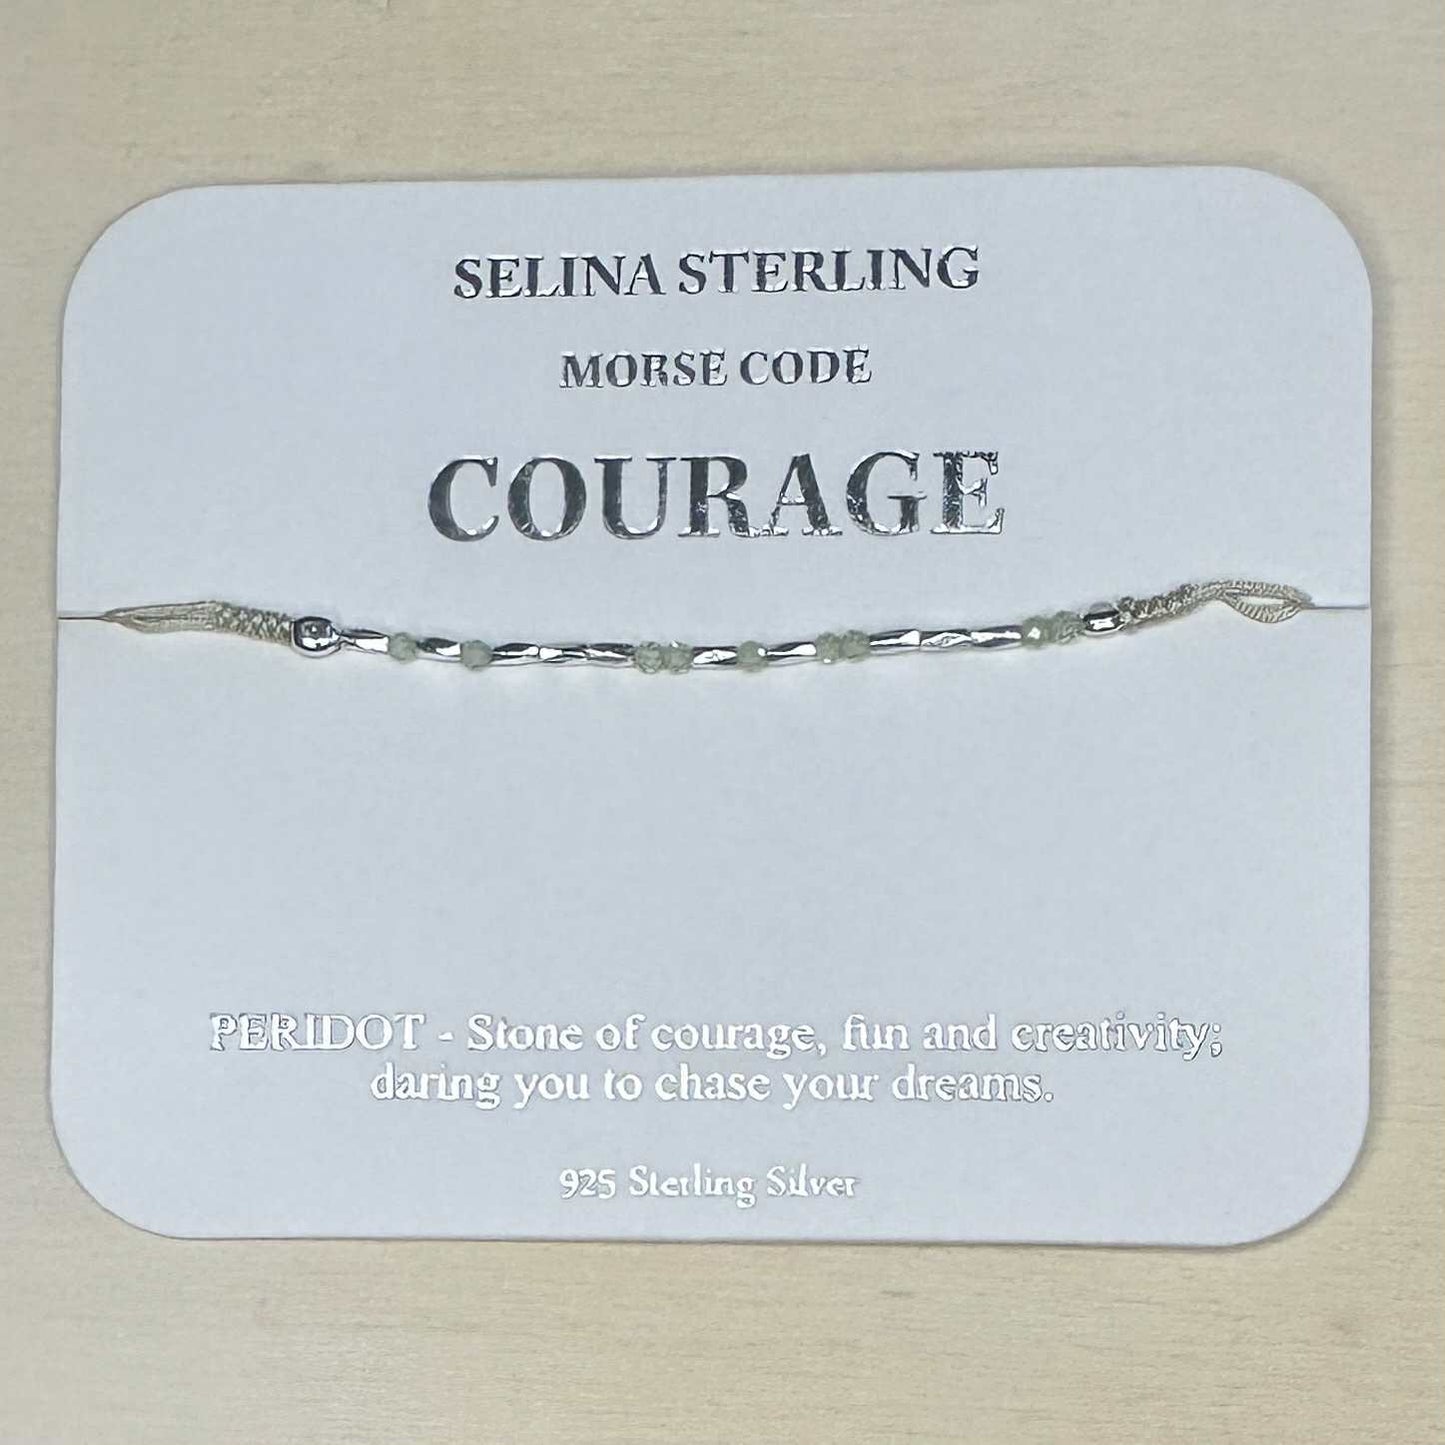 SELINA STERLING
MORSE CODE
COURAGE
PERIDOT - Stone of courage, fun and creativity;
daring you to chase your dreams.
925 Sterling Silver